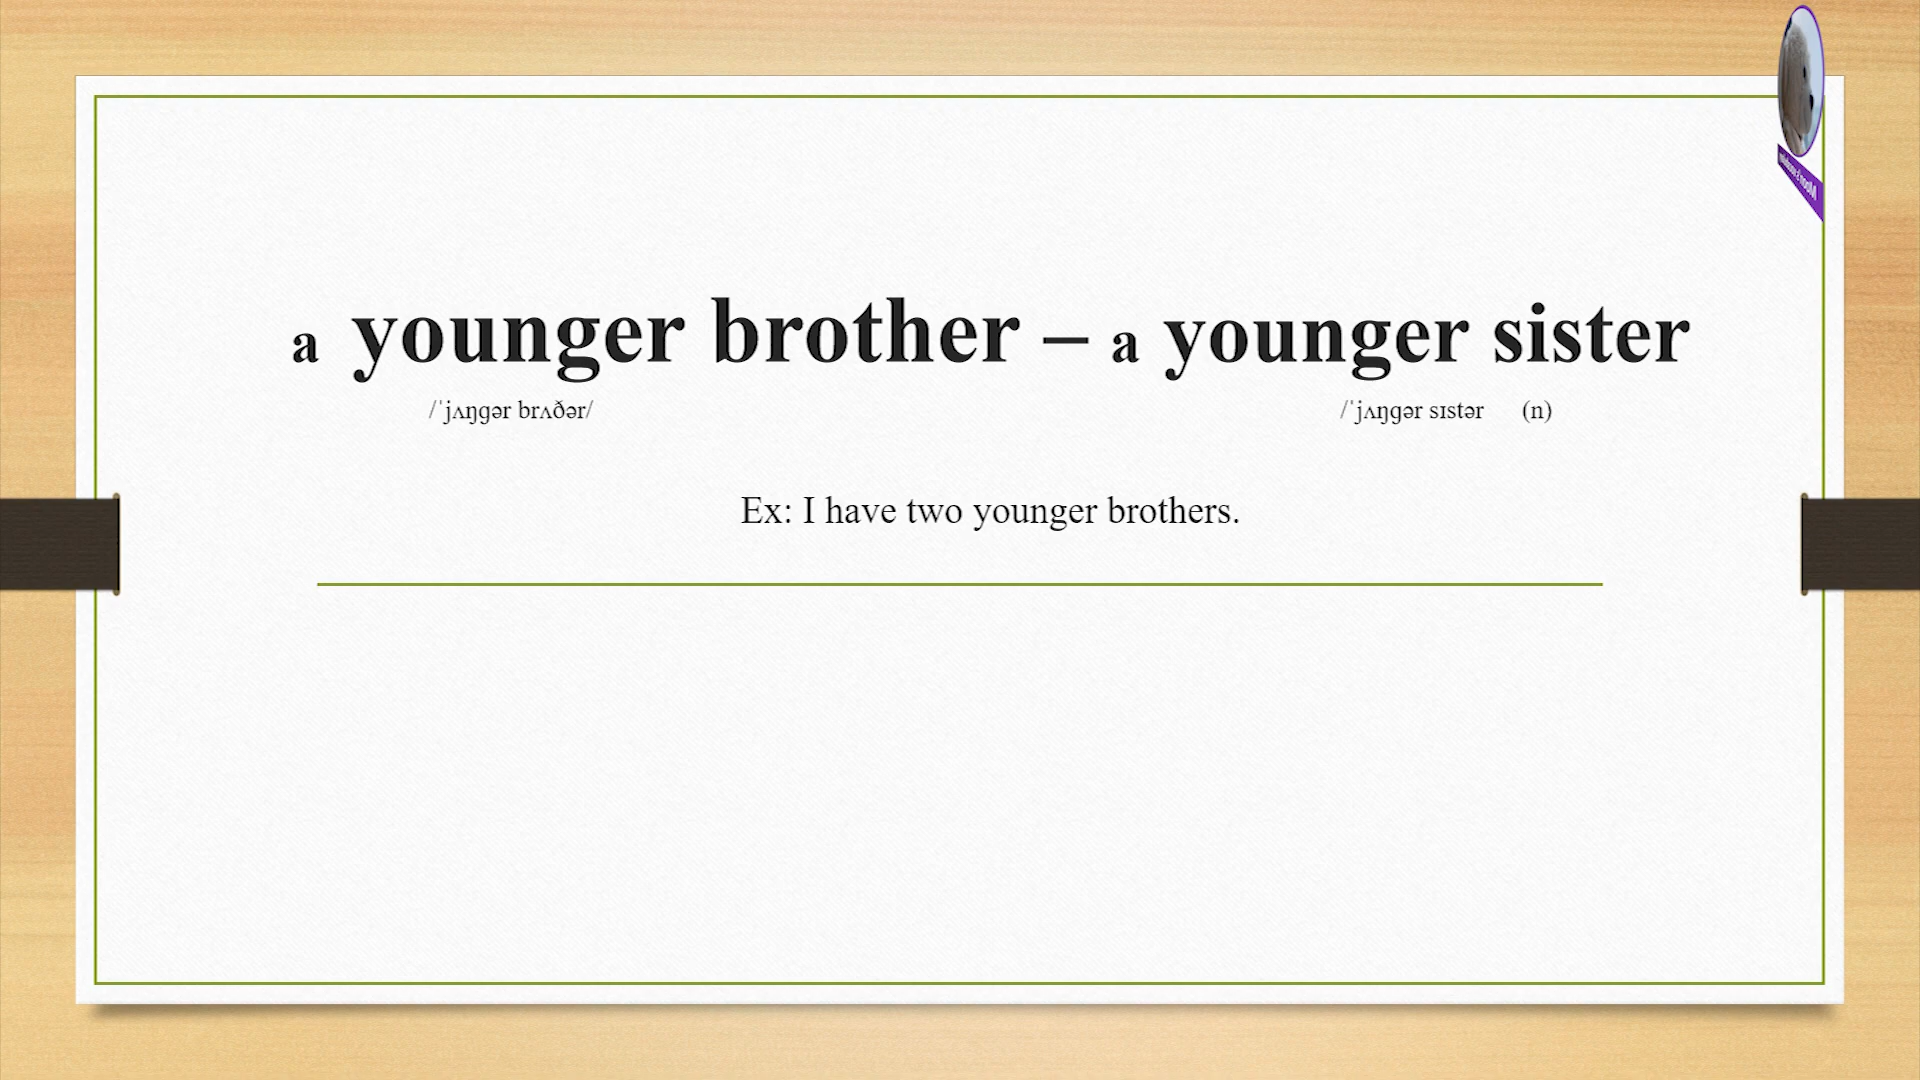 a younger brother – a younger sister
/ˈjʌŋgər brʌðər/ /ˈjʌŋgər sɪstər (n)
Ex: I have two younger brothers.